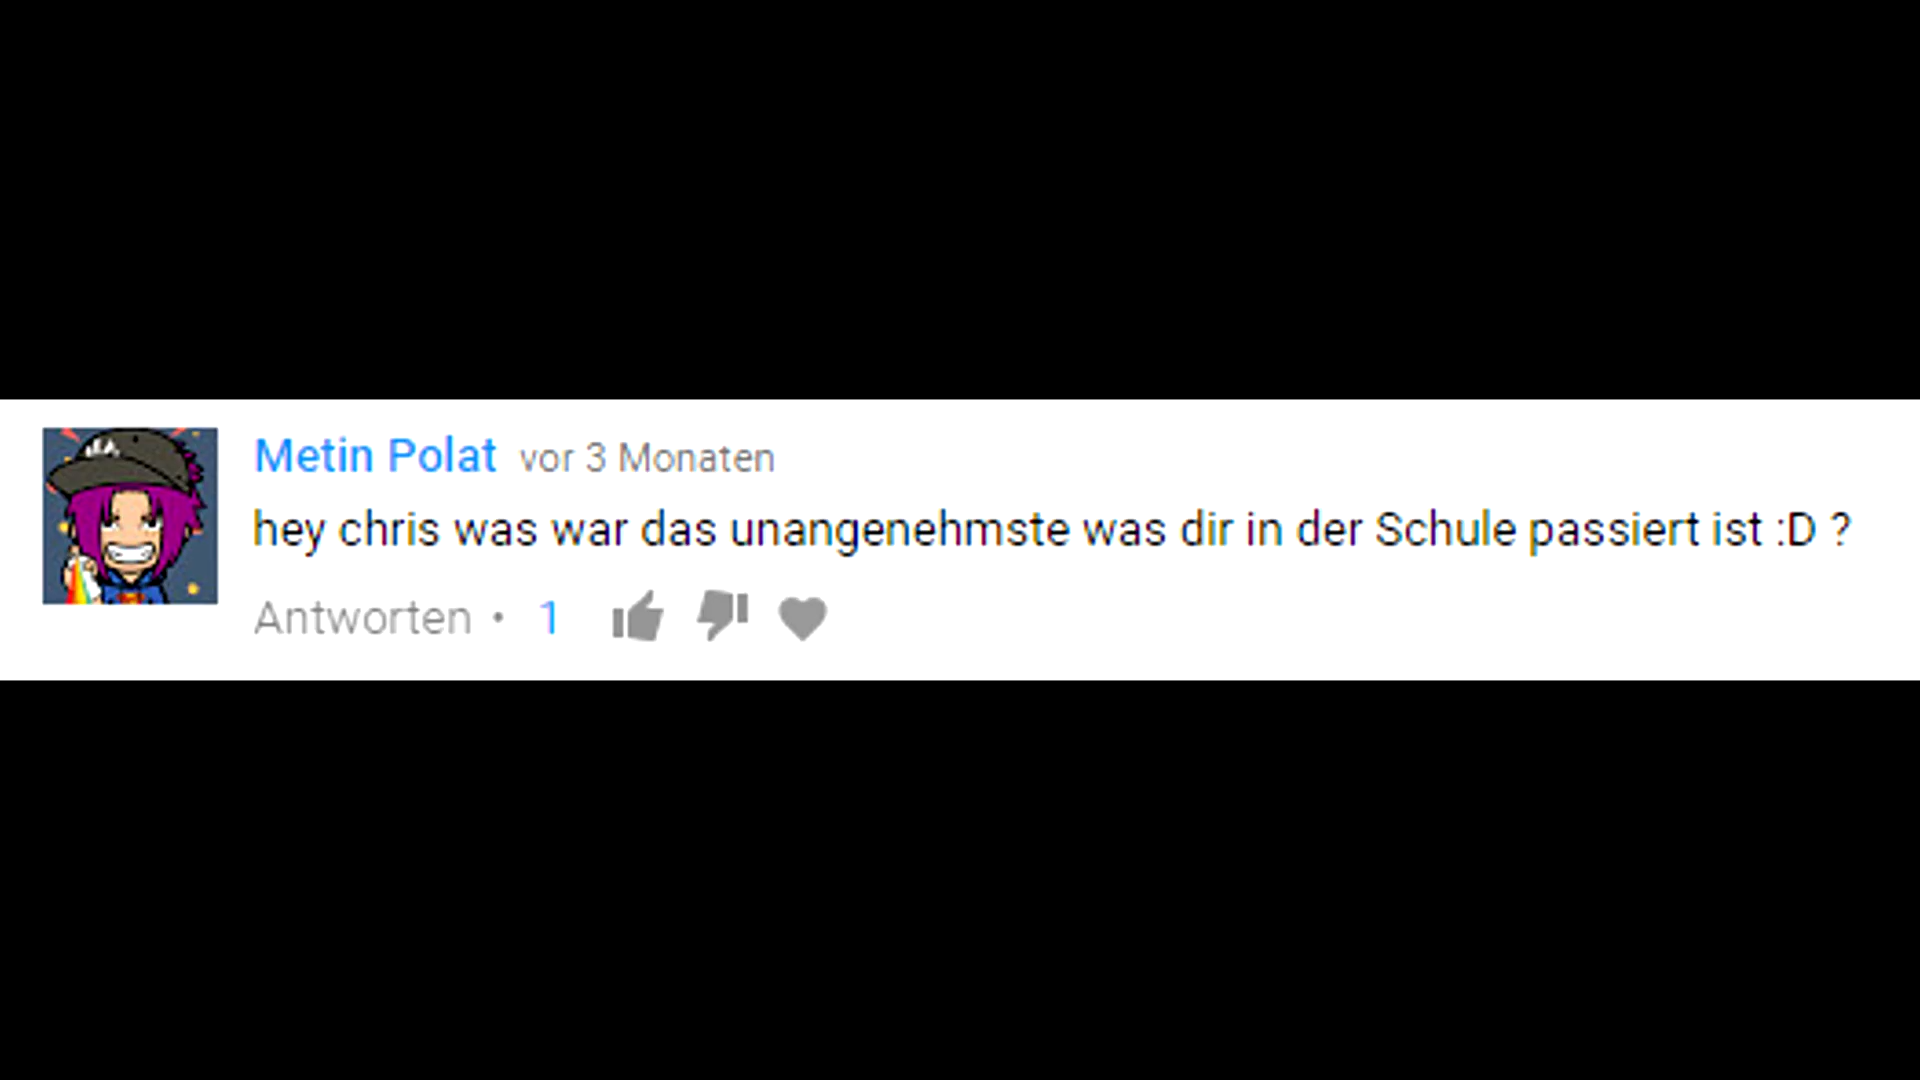 Metin Polat vor 3 Monaten
hey chris was war das unangenehmste was dir in der Schule passiert ist :D ?
Antworten • 1